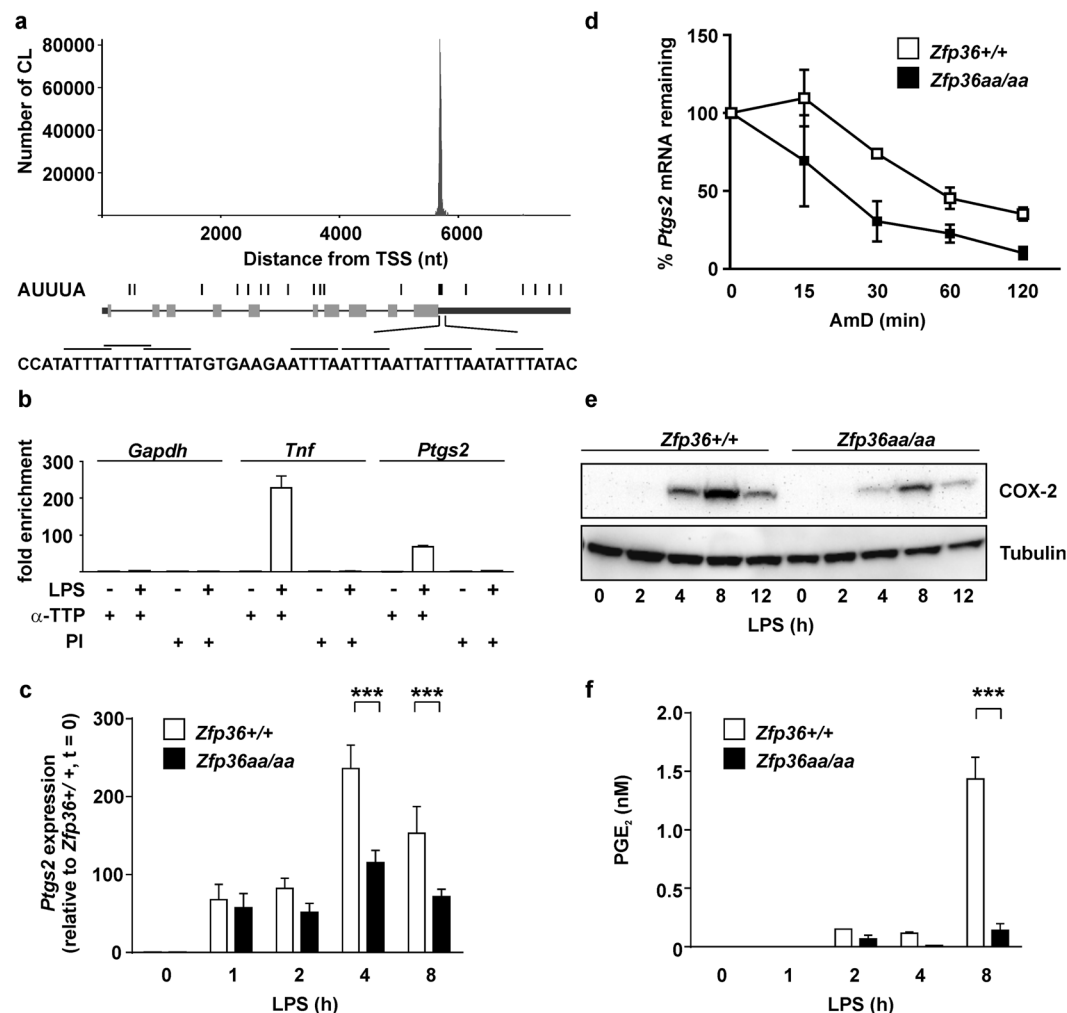 a
Number of CL
80000
60000
40000
20000
2000
4000
6000
Distance from TSS (nt)
AUUUA
CCATATTTATTTATTTATGTGAAGAATTTAATTTAATTATTTAATATTTATAC
b
fold enrichment
Gapdh
Tnf
Ptgs2
300
200
100
LPS - + - + - + - + - + - +
α-TTP + + + + + +
PI + + + + + +
c
Ptgs2 expression
(relative to Zfp36+/+, t = 0)
300
200
100
0
Zfp36+/+
Zfp36aa/aa
*** ***
0 1 2 4 8
LPS (h)
d
% Ptgs2 mRNA remaining
150
100
50
0
Zfp36+/+
Zfp36aa/aa
0 15 30 60 120
AmD (min)
e
Zfp36+/+ Zfp36aa/aa
COX-2
Tubulin
0 2 4 8 12 0 2 4 8 12
LPS (h)
f
PGE2 (nM)
2.0
1.5
1.0
0.5
0
Zfp36+/+
Zfp36aa/aa
***
0 1 2 4 8
LPS (h)